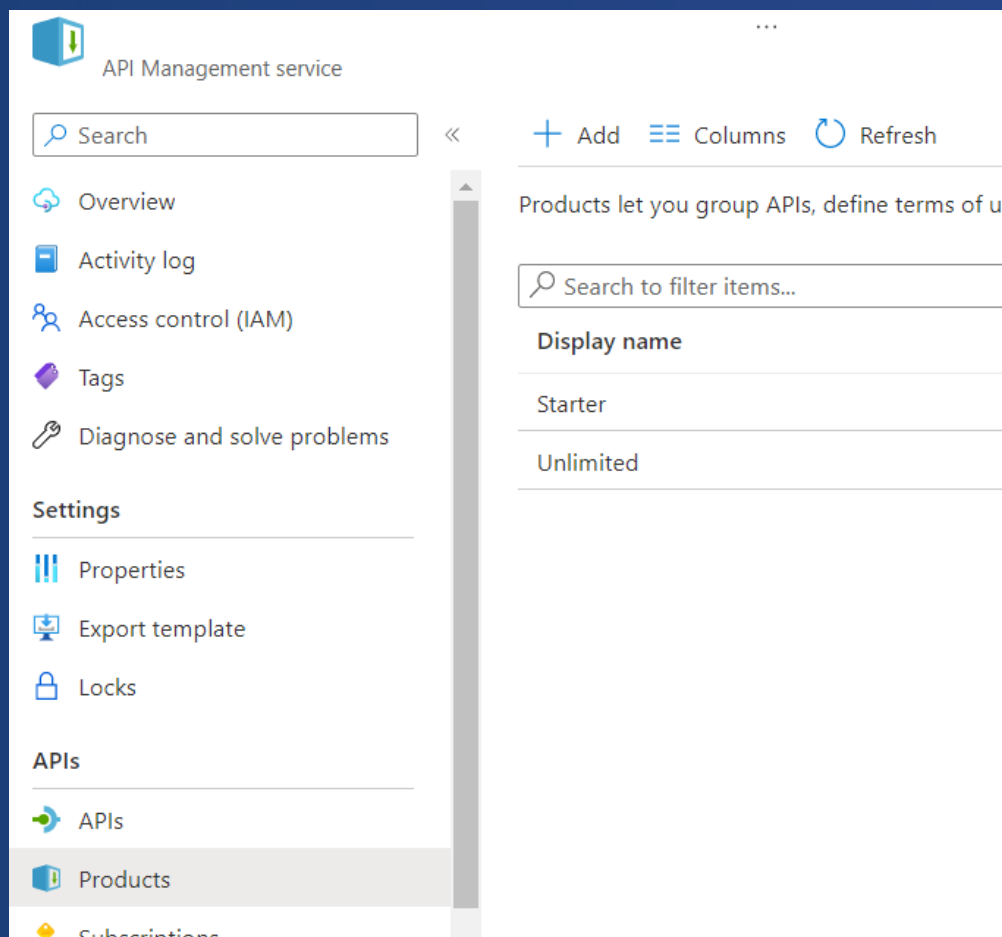 ...
API Management service
Search
«
Overview
Activity log
Access control (IAM)
Tags
Diagnose and solve problems
Settings
Properties
Export template
Locks
APIs
APIs
Products
Subscriptions
+ Add Columns Refresh
Products let you group APIs, define terms of u
Search to filter items...
Display name
Starter
Unlimited